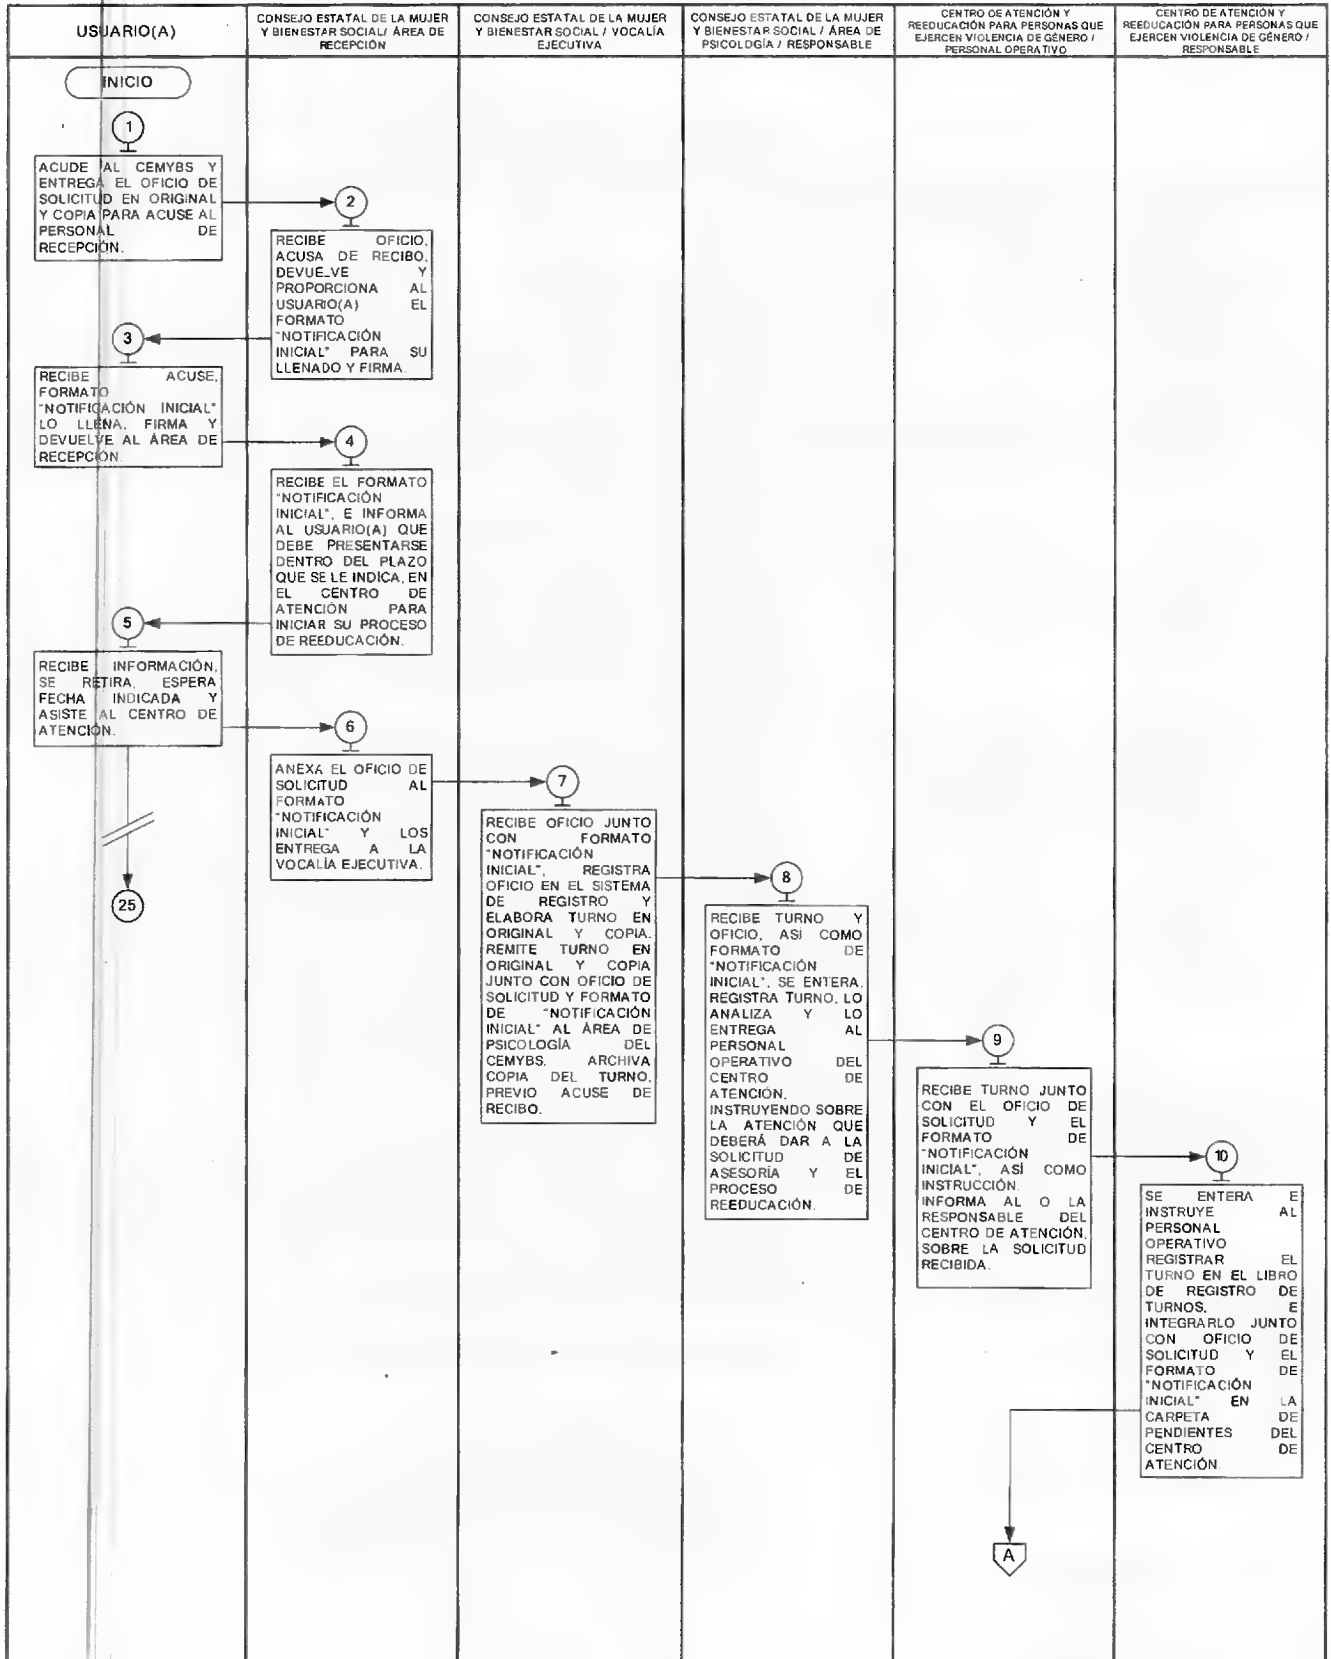 USUARIO(A)
CONSEJO ESTATAL DE LA MUJER
Y BIENESTAR SOCIAL/ ÁREA DE
RECEPCIÓN
CONSEJO ESTATAL DE LA MUJER
Y BIENESTAR SOCIAL / VOCALÍA
EJECUTIVA
CONSEJO ESTATAL DE LA MUJER
Y BIENESTAR SOCIAL / ÁREA DE
PSICOLOGÍA / RESPONSABLE
CENTRO DE ATENCIÓN Y
REEDUCACIÓN PARA PERSONAS QUE
EJERCEN VIOLENCIA DE GÉNERO /
PERSONAL OPERATIVO
CENTRO DE ATENCIÓN Y
REEDUCACIÓN PARA PERSONAS QUE
EJERCEN VIOLENCIA DE GÉNERO /
RESPONSABLE
INICIO
1
ACUDE AL CEMYBS Y
ENTREGA EL OFICIO DE
SOLICITUD EN ORIGINAL
Y COPIA PARA ACUSE AL
PERSONAL DE
RECEPCIÓN.
2
RECIBE OFICIO,
ACUSA DE RECIBO,
DEVUELVE Y
PROPORCIONA AL
USUARIO(A) EL
FORMATO
"NOTIFICACIÓN
INICIAL" PARA SU
LLENADO Y FIRMA.
3
RECIBE ACUSE,
FORMATO
"NOTIFICACIÓN INICIAL"
LO LLENA, FIRMA Y
DEVUELVE AL ÁREA DE
RECEPCIÓN.
4
RECIBE EL FORMATO
"NOTIFICACIÓN
INICIAL", E INFORMA
AL USUARIO(A) QUE
DEBE PRESENTARSE
DENTRO DEL PLAZO
QUE SE LE INDICA, EN
EL CENTRO DE
ATENCIÓN PARA
INICIAR SU PROCESO
DE REEDUCACIÓN.
5
RECIBE INFORMACIÓN,
SE RETIRA, ESPERA
FECHA INDICADA Y
ASISTE AL CENTRO DE
ATENCIÓN.
25
6
ANEXA EL OFICIO DE
SOLICITUD AL
FORMATO
"NOTIFICACIÓN
INICIAL" Y LOS
ENTREGA A LA
VOCALÍA EJECUTIVA.
7
RECIBE OFICIO JUNTO
CON FORMATO
"NOTIFICACIÓN
INICIAL", REGISTRA
OFICIO EN EL SISTEMA
DE REGISTRO Y
ELABORA TURNO EN
ORIGINAL Y COPIA.
REMITE TURNO EN
ORIGINAL Y COPIA
JUNTO CON OFICIO DE
SOLICITUD Y FORMATO
DE "NOTIFICACIÓN
INICIAL" AL ÁREA DE
PSICOLOGÍA DEL
CEMYBS. ARCHIVA
COPIA DEL TURNO,
PREVIO ACUSE DE
RECIBO.
8
RECIBE TURNO Y
OFICIO, ASI COMO
FORMATO DE
"NOTIFICACIÓN
INICIAL", SE ENTERA,
REGISTRA TURNO, LO
ANALIZA Y LO
ENTREGA AL
PERSONAL
OPERATIVO DEL
CENTRO DE
ATENCIÓN,
INSTRUYENDO SOBRE
LA ATENCIÓN QUE
DEBERÁ DAR A LA
SOLICITUD DE
ASESORÍA Y EL
PROCESO DE
REEDUCACIÓN.
9
RECIBE TURNO JUNTO
CON EL OFICIO DE
SOLICITUD Y EL
FORMATO DE
"NOTIFICACIÓN
INICIAL", ASÍ COMO
INSTRUCCIÓN.
INFORMA AL O LA
RESPONSABLE DEL
CENTRO DE ATENCIÓN,
SOBRE LA SOLICITUD
RECIBIDA.
10
SE ENTERA E
INSTRUYE AL
PERSONAL
OPERATIVO
REGISTRAR EL
TURNO EN EL LIBRO
DE REGISTRO DE
TURNOS, E
INTEGRARLO JUNTO
CON OFICIO DE
SOLICITUD Y EL
FORMATO DE
"NOTIFICACIÓN
INICIAL" EN LA
CARPETA DE
PENDIENTES DEL
CENTRO DE
ATENCIÓN.
A